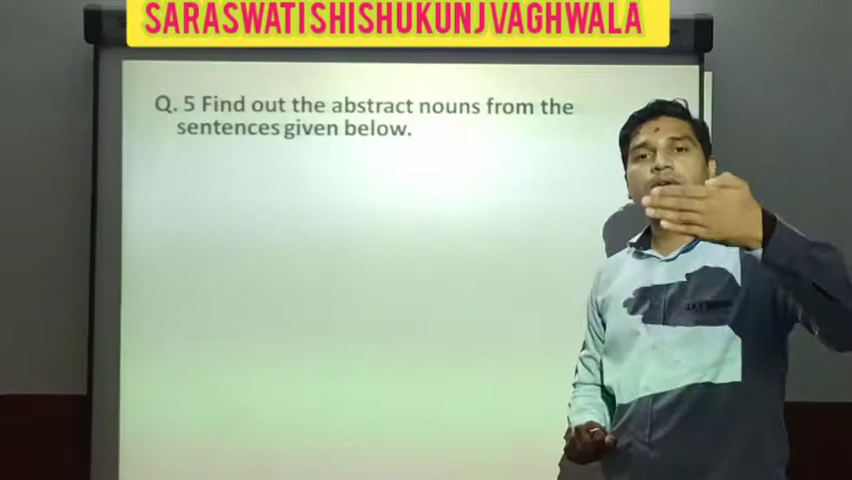 SARASWATI SHISHUKUNJ VAGHWALA
Q. 5 Find out the abstract nouns from the
sentences given below.